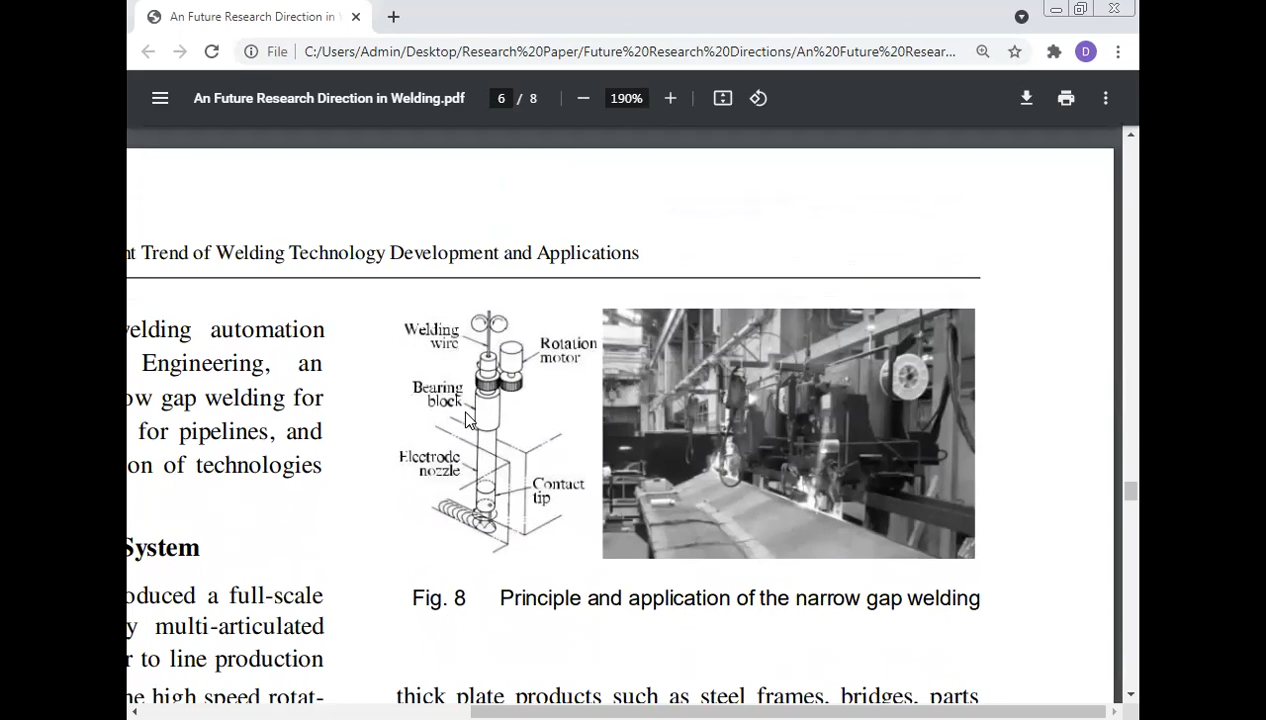 An Future Research Direction in W
File
C:/Users/Admin/Desktop/Research%20Paper/Future%20Research%20Directions/An%20Future%20Resear...
D
An Future Research Direction in Welding.pdf
6 / 8
190%
nt Trend of Welding Technology Development and Applications
elding automation
Engineering, an
ow gap welding for
for pipelines, and
on of technologies
System
oduced a full-scale
y multi-articulated
r to line production
he high speed rotat-
Welding
wire
Rotation
motor
Bearing
block
Electrode
nozzle
Contact
tip
Fig. 8 Principle and application of the narrow gap welding
thick plate products such as steel frames, bridges, parts